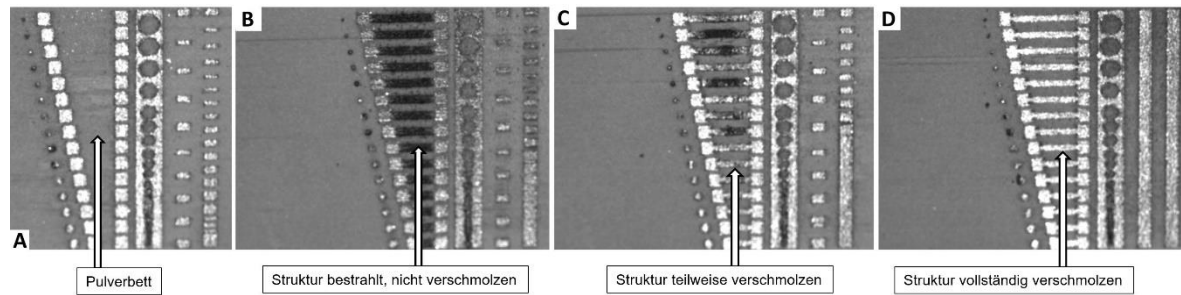 A
B
C
D
Pulverbett
Struktur bestrahlt, nicht verschmolzen
Struktur teilweise verschmolzen
Struktur vollständig verschmolzen